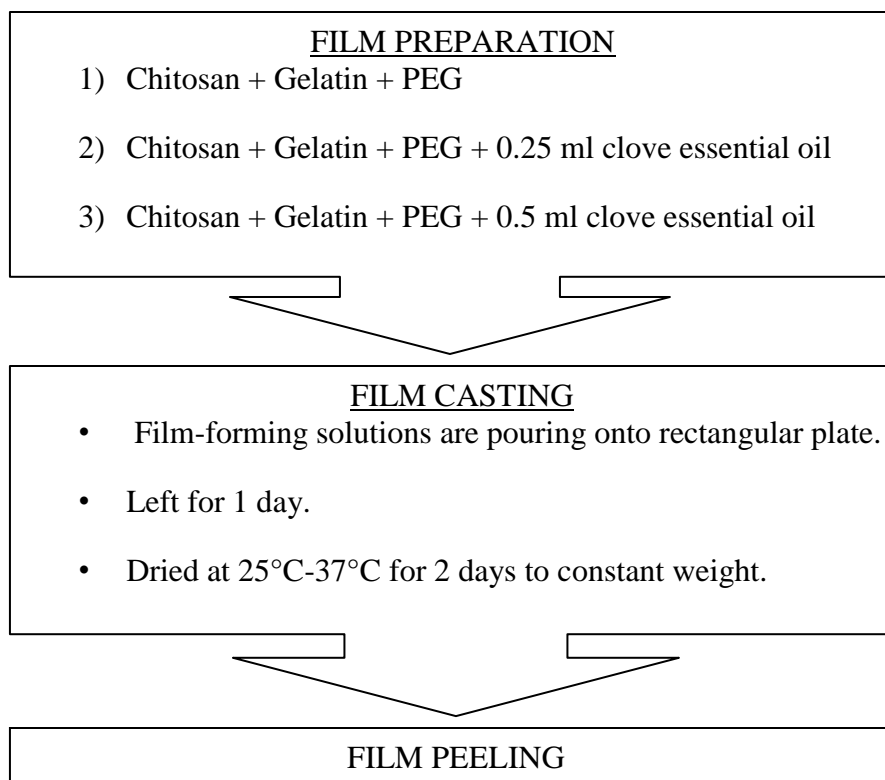 FILM PREPARATION
1) Chitosan + Gelatin + PEG
2) Chitosan + Gelatin + PEG + 0.25 ml clove essential oil
3) Chitosan + Gelatin + PEG + 0.5 ml clove essential oil
FILM CASTING
• Film-forming solutions are pouring onto rectangular plate.
• Left for 1 day.
• Dried at 25°C-37°C for 2 days to constant weight.
FILM PEELING